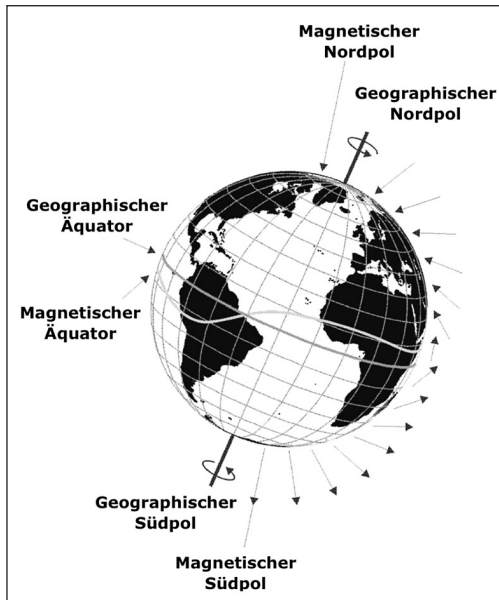 Magnetischer
Nordpol
Geographischer
Nordpol
Geographischer
Äquator
Magnetischer
Äquator
Geographischer
Südpol
Magnetischer
Südpol